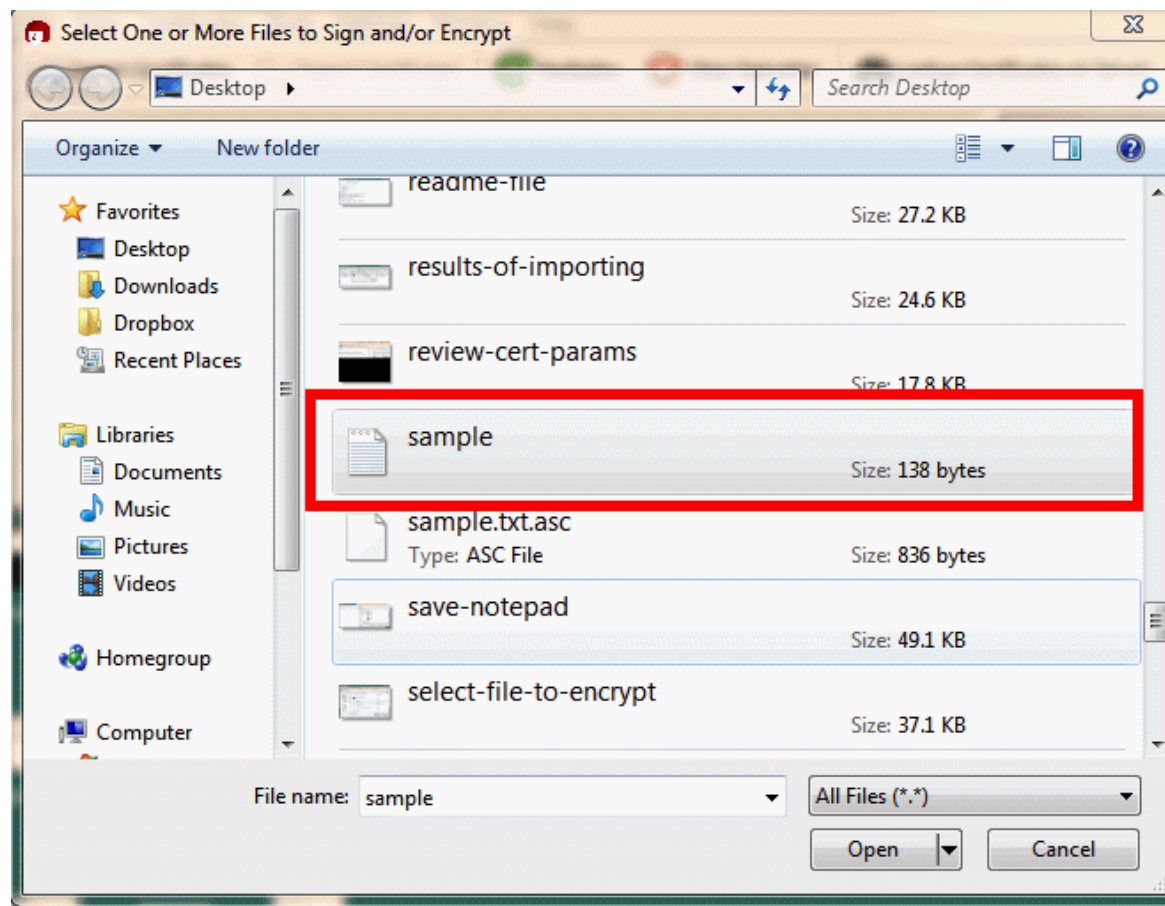 Select One or More Files to Sign and/or Encrypt
Desktop
Search Desktop
Organize
New folder
Favorites
Desktop
Downloads
Dropbox
Recent Places
Libraries
Documents
Music
Pictures
Videos
Homegroup
Computer
readme-file
Size: 27.2 KB
results-of-importing
Size: 24.6 KB
review-cert-params
Size: 17.8 KB
sample
Size: 138 bytes
sample.txt.asc
Type: ASC File
Size: 836 bytes
save-notepad
Size: 49.1 KB
select-file-to-encrypt
Size: 37.1 KB
File name: sample
All Files (*.*)
Open
Cancel